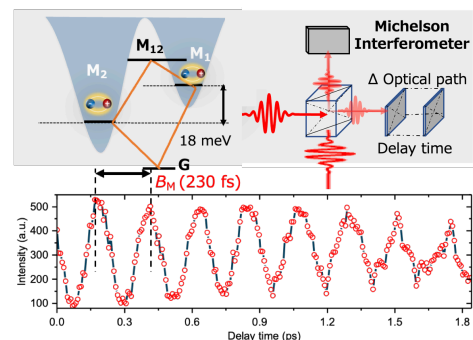 M₁₂
M₁
M₂
18 meV
G
B_M (230 fs)
Michelson
Interferometer
Δ Optical path
Delay time
Intensity (a.u.)
500
400
300
200
100
0.0 0.3 0.6 0.9 1.2 1.5 1.8
Delay time (ps)